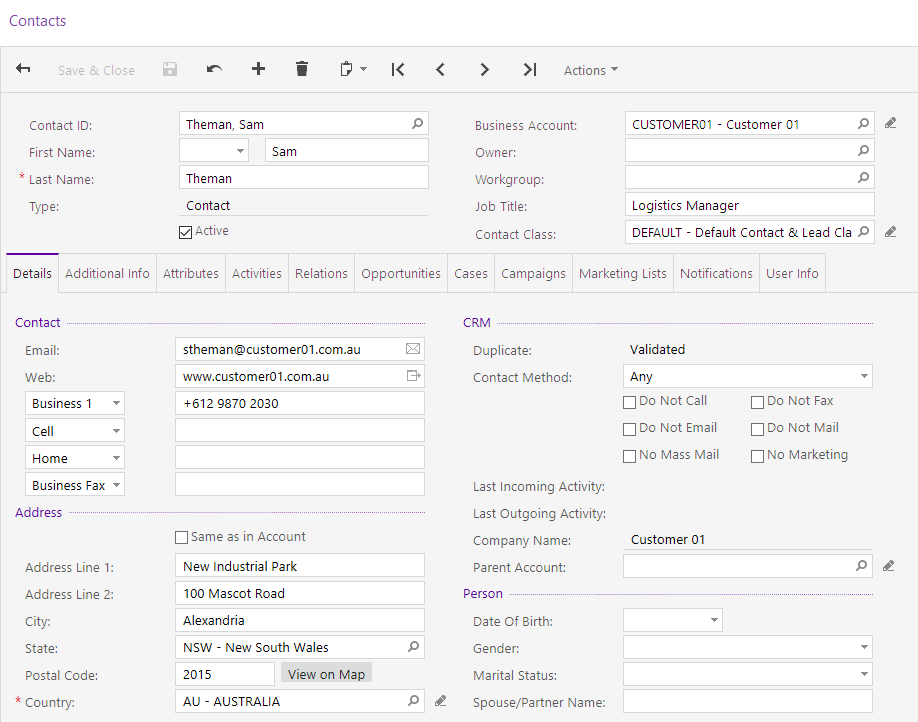 Contacts
Save & Close Actions
Contact ID: Theman, Sam Business Account: CUSTOMER01 - Customer 01
First Name: Sam Owner:
* Last Name: Theman Workgroup:
Type: Contact Job Title: Logistics Manager
Active Contact Class: DEFAULT - Default Contact & Lead Cla
Details Additional Info Attributes Activities Relations Opportunities Cases Campaigns Marketing Lists Notifications User Info
Contact CRM
Email: stheman@customer01.com.au Duplicate: Validated
Web: www.customer01.com.au Contact Method: Any
Business 1 +612 9870 2030 Do Not Call Do Not Fax
Cell Do Not Email Do Not Mail
Home No Mass Mail No Marketing
Business Fax Last Incoming Activity:
Address Last Outgoing Activity:
Same as in Account Company Name: Customer 01
Address Line 1: New Industrial Park Parent Account:
Address Line 2: 100 Mascot Road Person
City: Alexandria Date Of Birth:
State: NSW - New South Wales Gender:
Postal Code: 2015 View on Map Marital Status:
* Country: AU - AUSTRALIA Spouse/Partner Name: